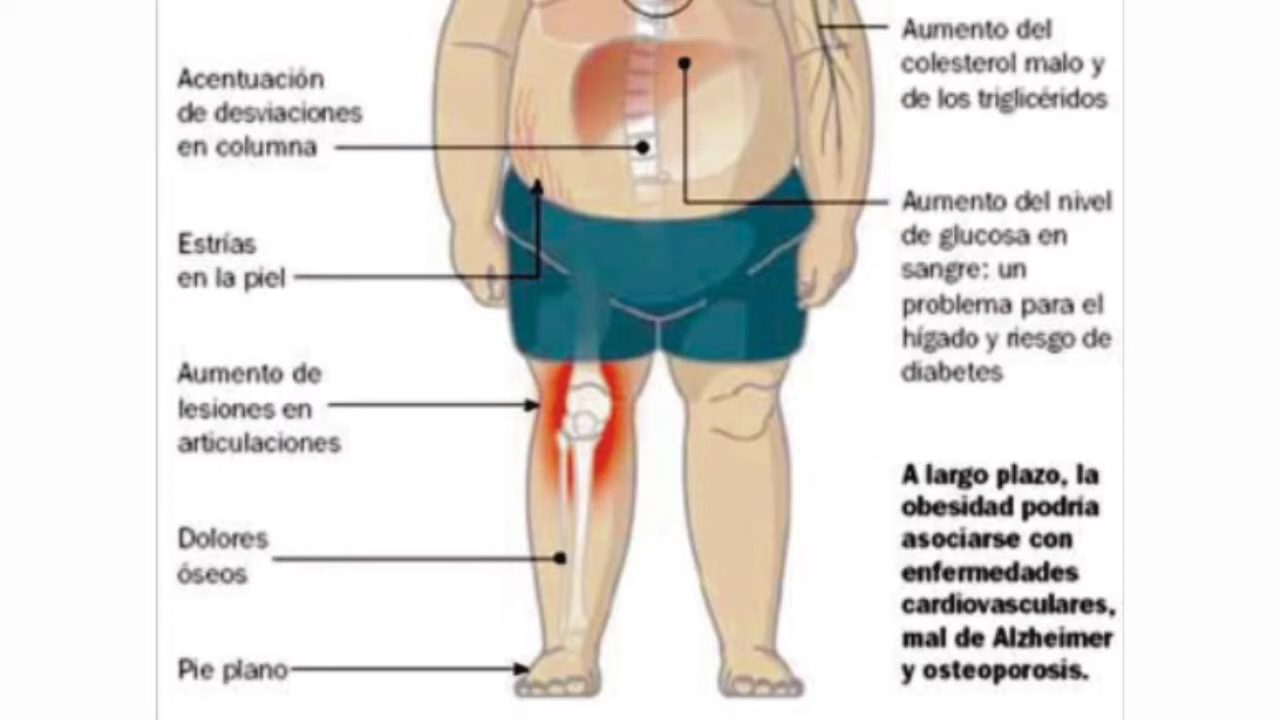 Acentuación
de desviaciones
en columna
Estrías
en la piel
Aumento de
lesiones en
articulaciones
Dolores
óseos
Pie plano
Aumento del
colesterol malo y
de los triglicéridos
Aumento del nivel
de glucosa en
sangre: un
problema para el
hígado y riesgo de
diabetes
A largo plazo, la
obesidad podría
asociarse con
enfermedades
cardiovasculares,
mal de Alzheimer
y osteoporosis.